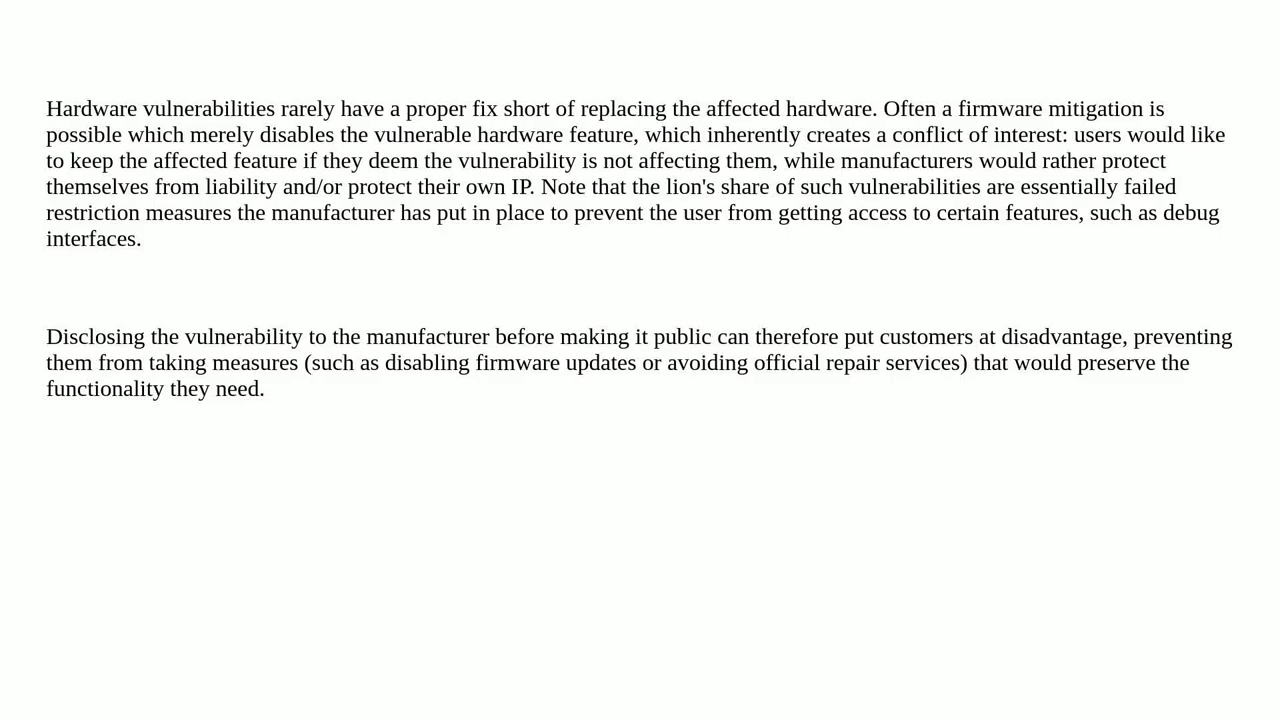 Hardware vulnerabilities rarely have a proper fix short of replacing the affected hardware. Often a firmware mitigation is
possible which merely disables the vulnerable hardware feature, which inherently creates a conflict of interest: users would like
to keep the affected feature if they deem the vulnerability is not affecting them, while manufacturers would rather protect
themselves from liability and/or protect their own IP. Note that the lion's share of such vulnerabilities are essentially failed
restriction measures the manufacturer has put in place to prevent the user from getting access to certain features, such as debug
interfaces.
Disclosing the vulnerability to the manufacturer before making it public can therefore put customers at disadvantage, preventing
them from taking measures (such as disabling firmware updates or avoiding official repair services) that would preserve the
functionality they need.